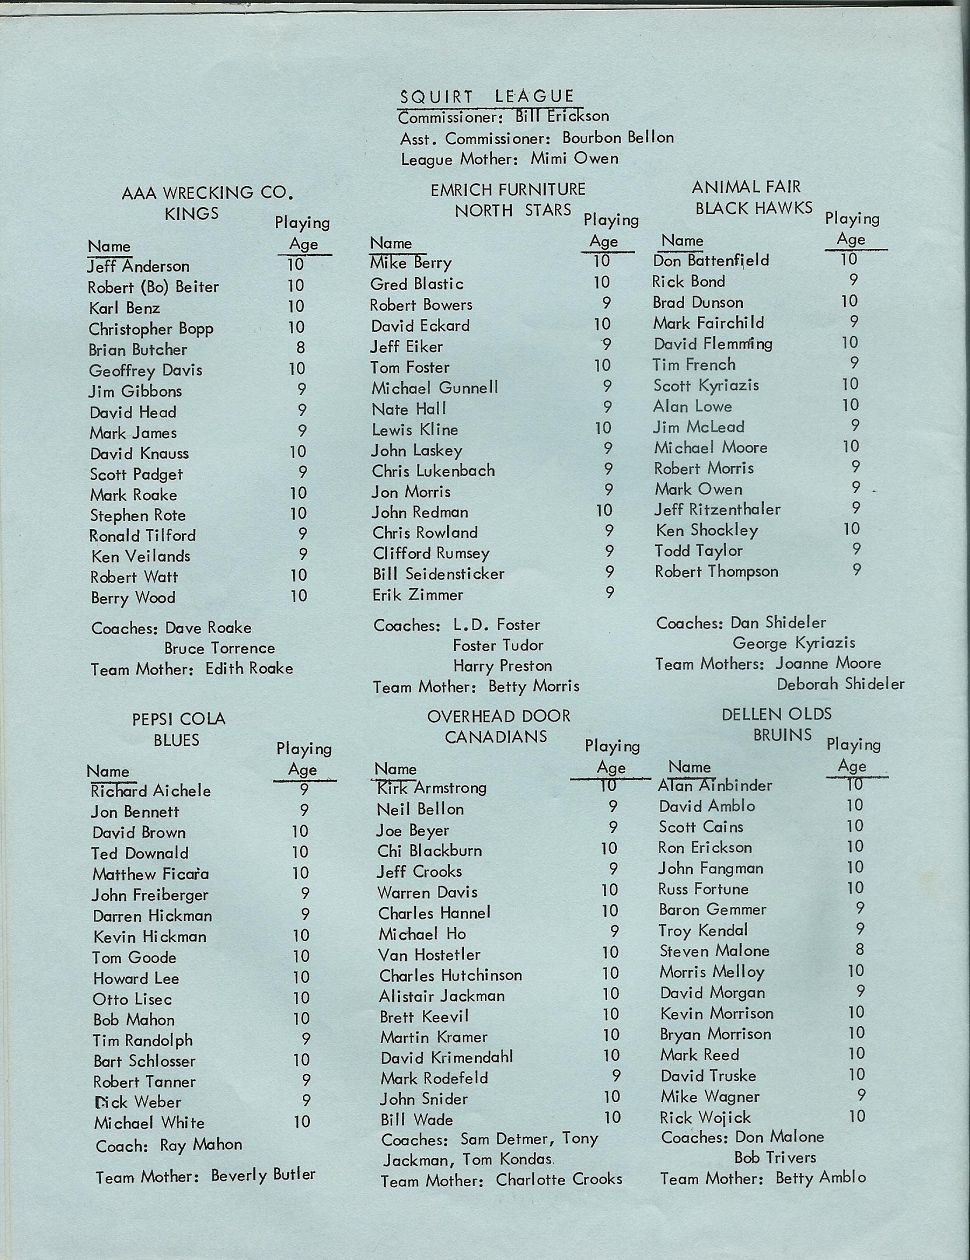 SQUIRT LEAGUE
Commissioner: Bill Erickson
Asst. Commissioner: Bourbon Bellon
League Mother: Mimi Owen
AAA WRECKING CO.
KINGS
Playing
Name Age
Jeff Anderson 10
Robert (Bo) Beiter 10
Karl Benz 10
Christopher Bopp 10
Brian Butcher 8
Geoffrey Davis 10
Jim Gibbons 9
David Head 9
Mark James 9
David Knauss 10
Scott Padget 9
Mark Roake 10
Stephen Rote 10
Ronald Tilford 9
Ken Veilands 9
Robert Watt 10
Berry Wood 10
Coaches: Dave Roake
Bruce Torrence
Team Mother: Edith Roake
EMRICH FURNITURE
NORTH STARS
Playing
Name Age
Mike Berry 10
Gred Blastic 10
Robert Bowers 9
David Eckard 10
Jeff Eiker 9
Tom Foster 10
Michael Gunnell 9
Nate Hall 9
Lewis Kline 10
John Laskey 9
Chris Lukenbach 9
Jon Morris 9
John Redman 10
Chris Rowland 9
Clifford Rumsey 9
Bill Seidensticker 9
Erik Zimmer 9
Coaches: L.D. Foster
Foster Tudor
Harry Preston
Team Mother: Betty Morris
ANIMAL FAIR
BLACK HAWKS
Playing
Name Age
Don Battenfield 10
Rick Bond 9
Brad Dunson 10
Mark Fairchild 9
David Flemming 10
Tim French 9
Scott Kyriazis 10
Alan Lowe 10
Jim McLead 9
Michael Moore 10
Robert Morris 9
Mark Owen 9
Jeff Ritzenthaler 9
Ken Shockley 10
Todd Taylor 9
Robert Thompson 9
Coaches: Dan Shideler
George Kyriazis
Team Mothers: Joanne Moore
Deborah Shideler
PEPSI COLA
BLUES
Playing
Name Age
Richard Aichele 9
Jon Bennett 9
David Brown 10
Ted Downald 10
Matthew Ficara 10
John Freiberger 9
Darren Hickman 9
Kevin Hickman 10
Tom Goode 10
Howard Lee 10
Otto Lisec 10
Bob Mahon 10
Tim Randolph 9
Bart Schlosser 10
Robert Tanner 9
Dick Weber 9
Michael White 10
Coach: Ray Mahon
Team Mother: Beverly Butler
OVERHEAD DOOR
CANADIANS
Playing
Name Age
Kirk Armstrong 10
Neil Bellon 9
Joe Beyer 9
Chi Blackburn 10
Jeff Crooks 9
Warren Davis 10
Charles Hannel 10
Michael Ho 9
Van Hostetler 10
Charles Hutchinson 10
Alistair Jackman 10
Brett Keevil 10
Martin Kramer 10
David Krimendahl 10
Mark Rodefeld 9
John Snider 10
Bill Wade 10
Coaches: Sam Detmer, Tony
Jackman, Tom Kondas.
Team Mother: Charlotte Crooks
DELLEN OLDS
BRUINS
Playing
Name Age
Alan Ainbinder 10
David Amblo 10
Scott Cains 10
Ron Erickson 10
John Fangman 10
Russ Fortune 10
Baron Gemmer 9
Troy Kendal 9
Steven Malone 8
Morris Melloy 10
David Morgan 9
Kevin Morrison 10
Bryan Morrison 10
Mark Reed 10
David Truske 10
Mike Wagner 9
Rick Wojick 10
Coaches: Don Malone
Bob Trivers
Team Mother: Betty Amblo